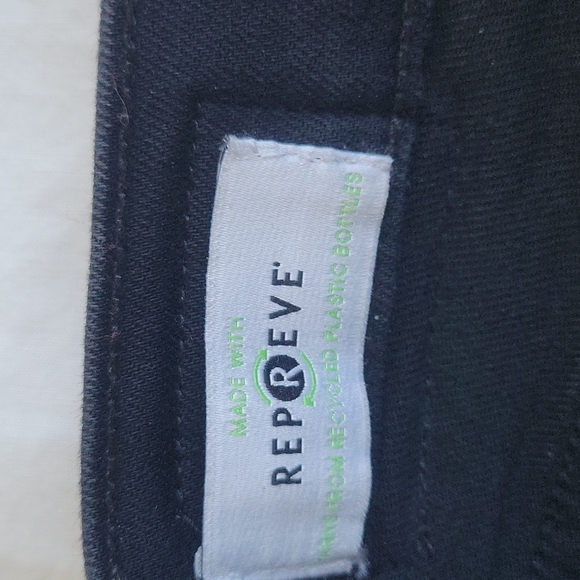 MADE WITH
REPREVE
FROM RECYCLED PLASTIC BOTTLES